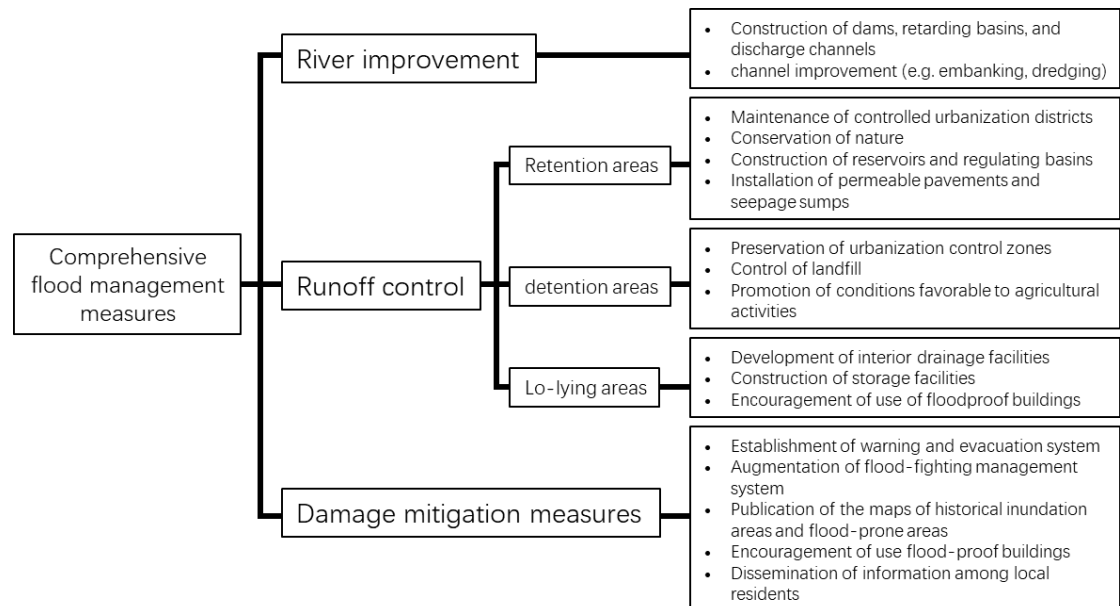 Comprehensive
flood management
measures
River improvement
• Construction of dams, retarding basins, and
discharge channels
• channel improvement (e.g. embanking, dredging)
Runoff control
Retention areas
• Maintenance of controlled urbanization districts
• Conservation of nature
• Construction of reservoirs and regulating basins
• Installation of permeable pavements and
seepage sumps
detention areas
• Preservation of urbanization control zones
• Control of landfill
• Promotion of conditions favorable to agricultural
activities
Lo-lying areas
• Development of interior drainage facilities
• Construction of storage facilities
• Encouragement of use of floodproof buildings
Damage mitigation measures
• Establishment of warning and evacuation system
• Augmentation of flood-fighting management
system
• Publication of the maps of historical inundation
areas and flood-prone areas
• Encouragement of use flood-proof buildings
• Dissemination of information among local
residents